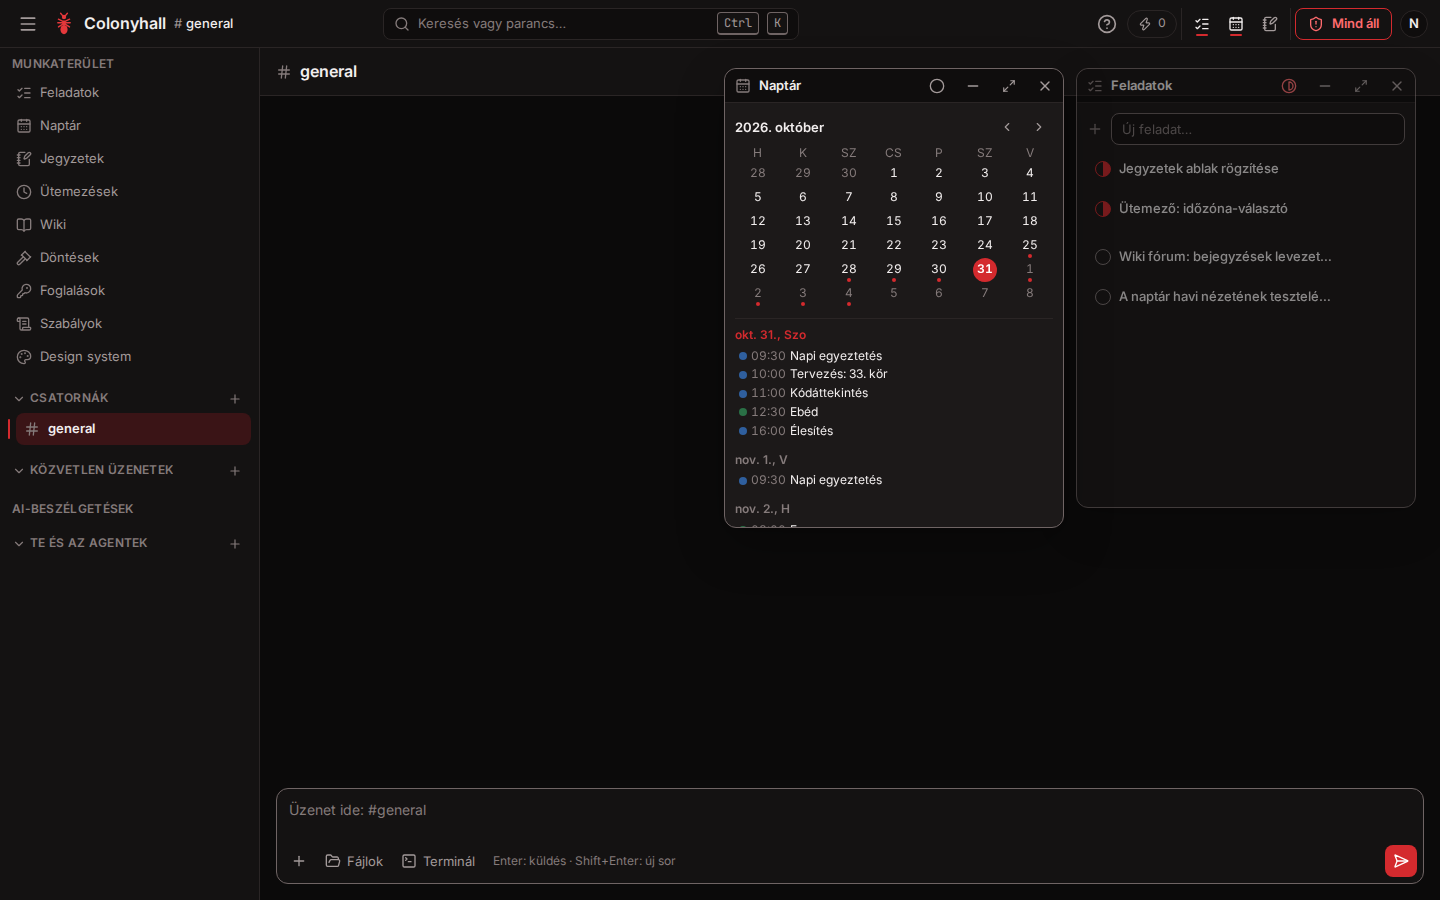 Colonyhall # general
Keresés vagy parancs... Ctrl K
0
Mind áll
N
MUNKATERÜLET
Feladatok
Naptár
Jegyzetek
Ütemezések
Wiki
Döntések
Foglalások
Szabályok
Design system
CSATORNÁK
general
KÖZVETLEN ÜZENETEK
AI-BESZÉLGETÉSEK
TE ÉS AZ AGENTEK
# general
Naptár
2026. október
H K SZ CS P SZ V
28 29 30 1 2 3 4
5 6 7 8 9 10 11
12 13 14 15 16 17 18
19 20 21 22 23 24 25
26 27 28 29 30 31 1
2 3 4 5 6 7 8
okt. 31., Szo
09:30 Napi egyeztetés
10:00 Tervezés: 33. kör
11:00 Kódáttekintés
12:30 Ebéd
16:00 Élesítés
nov. 1., V
09:30 Napi egyeztetés
nov. 2., H
Feladatok
Új feladat...
Jegyzetek ablak rögzítése
Ütemező: időzóna-választó
Wiki fórum: bejegyzések levezet...
A naptár havi nézetének tesztelé...
Üzenet ide: #general
Fájlok
Terminál
Enter: küldés · Shift+Enter: új sor